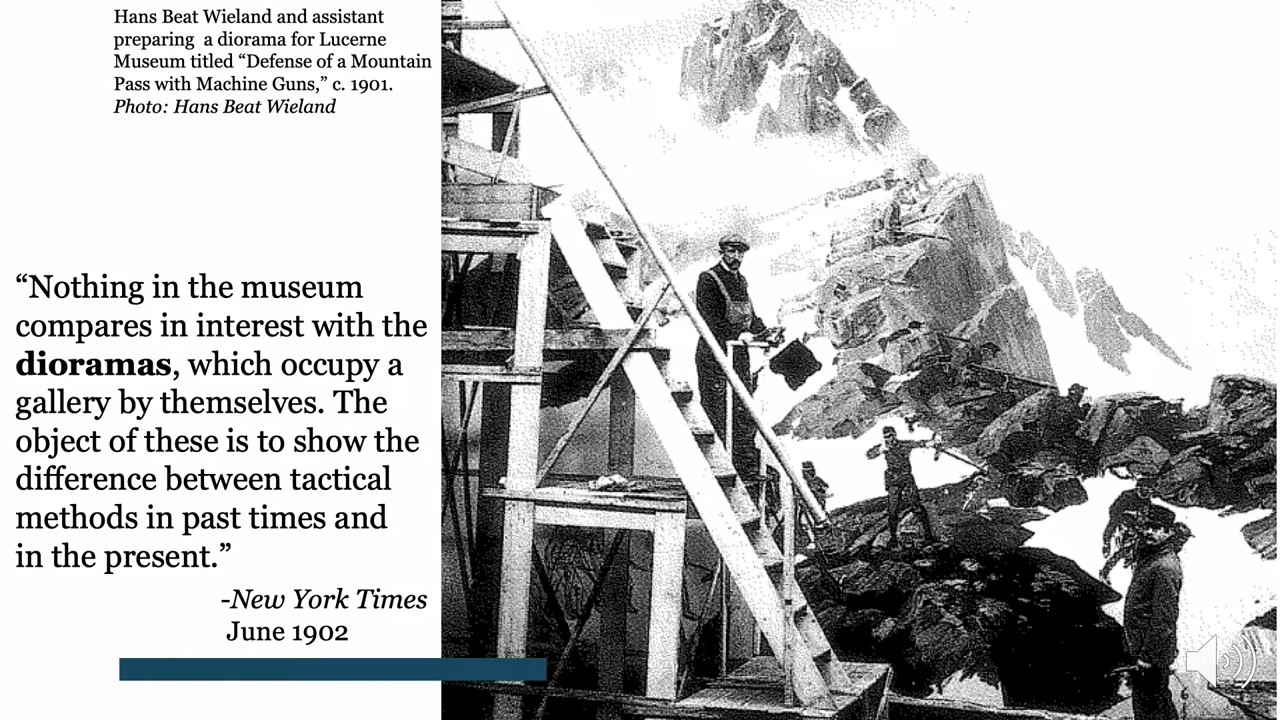 Hans Beat Wieland and assistant
preparing  a diorama for Lucerne
Museum titled “Defense of a Mountain
Pass with Machine Guns,” c. 1901.
Photo: Hans Beat Wieland
“Nothing in the museum
compares in interest with the
dioramas, which occupy a
gallery by themselves. The
object of these is to show the
difference between tactical
methods in past times and
in the present.”
-New York Times
June 1902